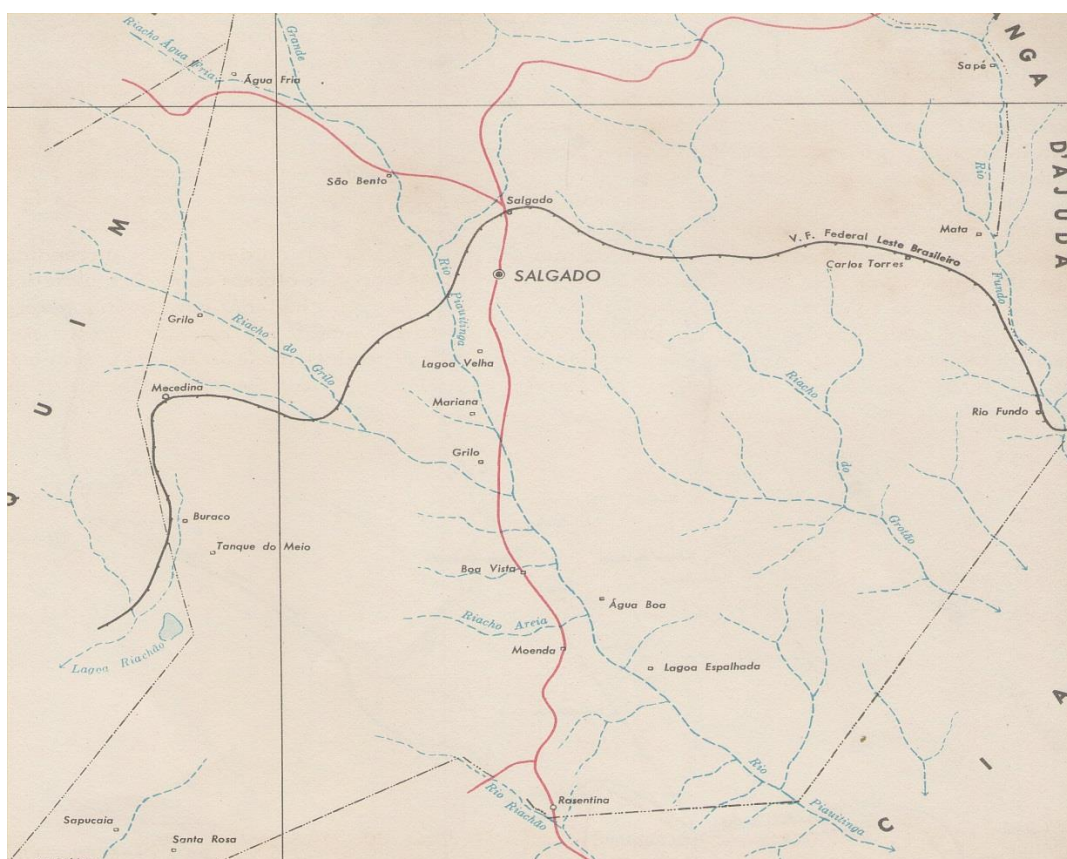 Riacho Água Fria
Grande
NGA
Água Fria
Sapé
D'AJUDA
Rio
São Bento
Salgado
M
Mata
V. F. Federal Leste Brasileiro
Rio
Carlos Torres
SALGADO
Fundo
Piauitinga
Grilo
Riacho
do
Grilo
I
Lagoa Velha
Riacho
Mecedina
Mariana
Rio Fundo
U
Grilo
do
Q
Buraco
Grotão
Tanque do Meio
Boa Vista
Água Boa
Riacho Areia
Moenda
Lagoa Riachão
Lagoa Espalhada
A
I
Rio
Rio Riachão
Rosentina
Piauitinga
Sapucaia
C
Santa Rosa